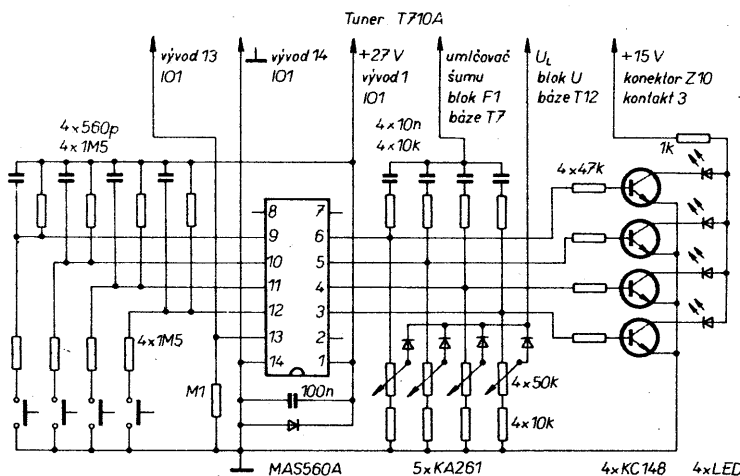 Tuner T710A
vývod 13
IO1
vývod 14
IO1
+27 V
vývod 1
IO1
umlčovač
šumu
blok F1
báze T7
UL
blok U
báze T12
+15 V
konektor Z10
kontakt 3
4×560p
4×1M5
4×10n
4×10k
1k
4×47k
8
7
9
6
10
5
11
4
12
3
13
2
14
1
4×1M5
M1
100n
4×50k
4×10k
MAS560A
5×KA261
4×KC148
4×LED